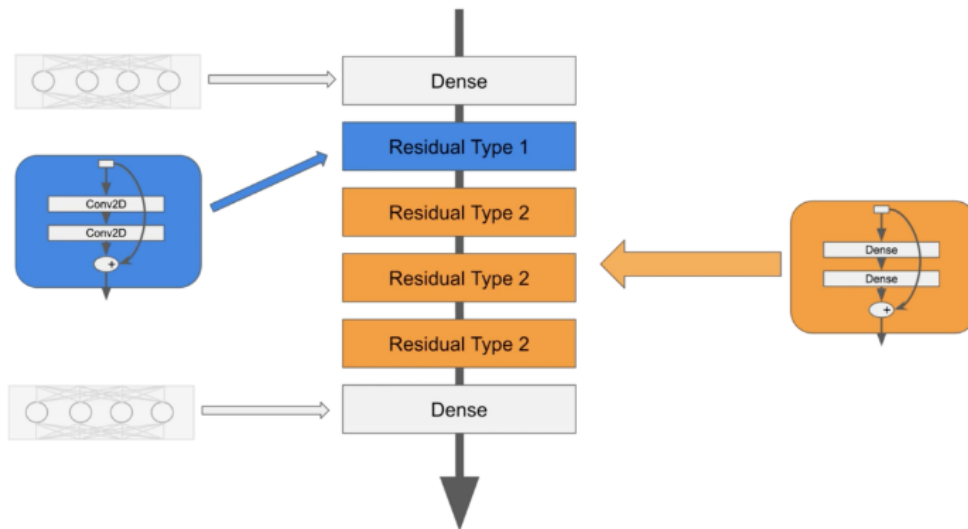 Dense
Residual Type 1
Conv2D
Conv2D
+
Residual Type 2
Residual Type 2
Dense
Dense
+
Residual Type 2
Dense